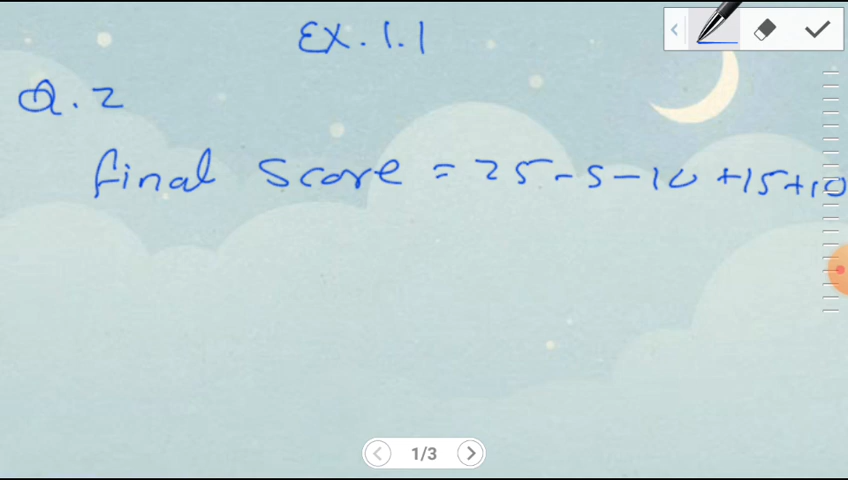 Ex. 1.1
Q. 2
final score = 25-5-10+15+10
1/3